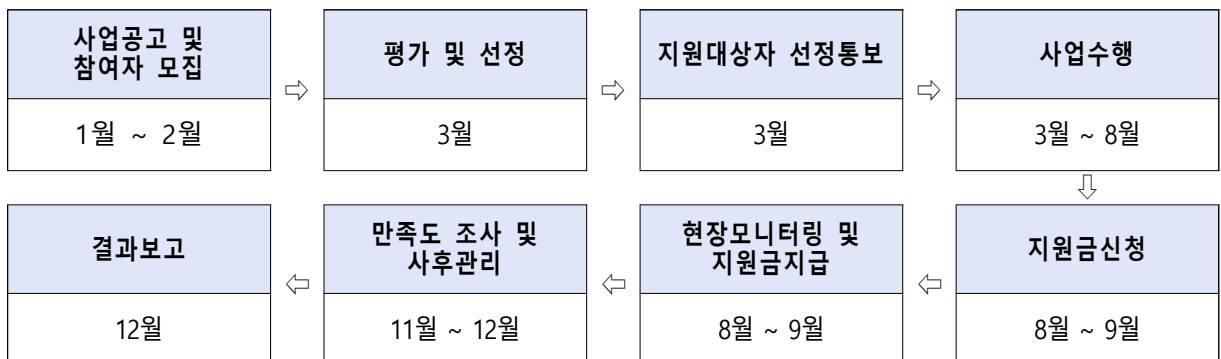 사업공고 및
참여자 모집
1월 ~ 2월
평가 및 선정
3월
지원대상자 선정통보
3월
사업수행
3월 ~ 8월
지원금신청
8월 ~ 9월
현장모니터링 및
지원금지급
8월 ~ 9월
만족도 조사 및
사후관리
11월 ~ 12월
결과보고
12월